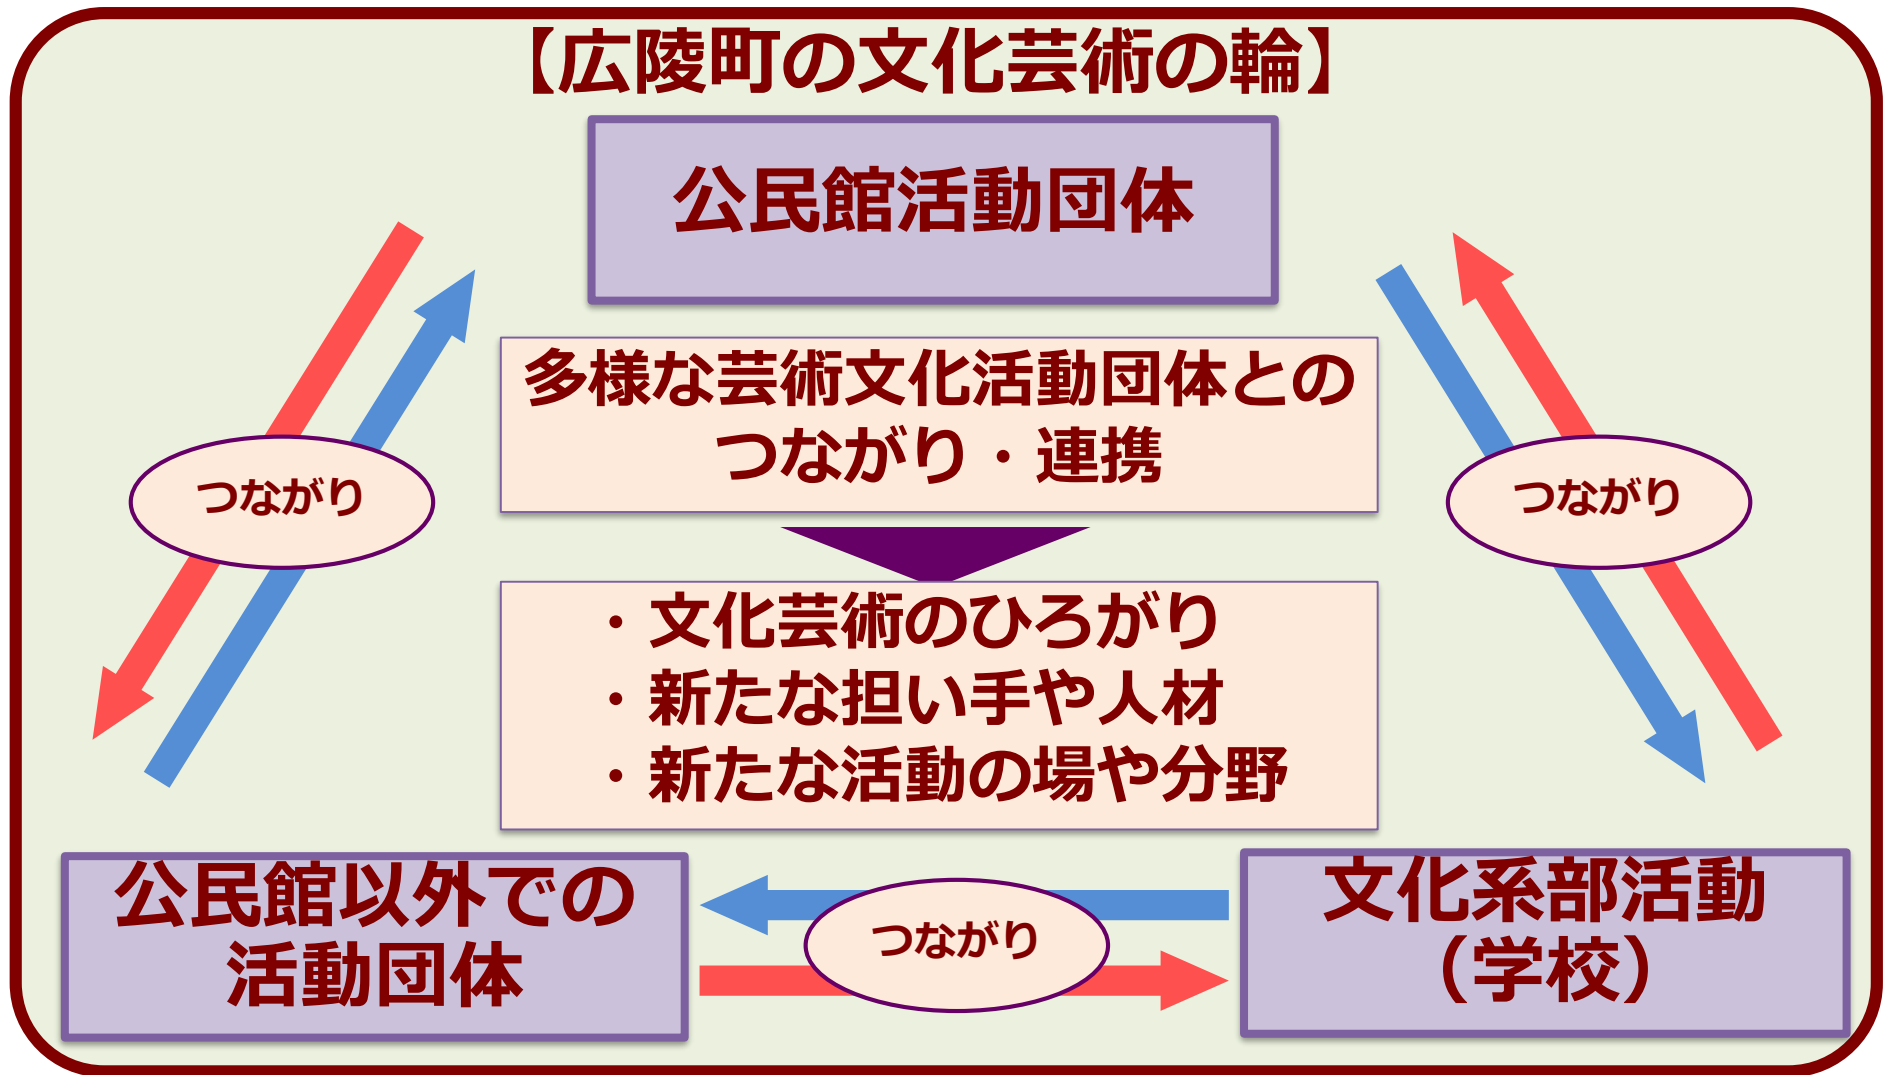 【広陵町の文化芸術の輪】
公民館活動団体
多様な芸術文化活動団体との
つながり・連携
つながり
つながり
・文化芸術のひろがり
・新たな担い手や人材
・新たな活動の場や分野
公民館以外での
活動団体
つながり
文化系部活動
（学校）